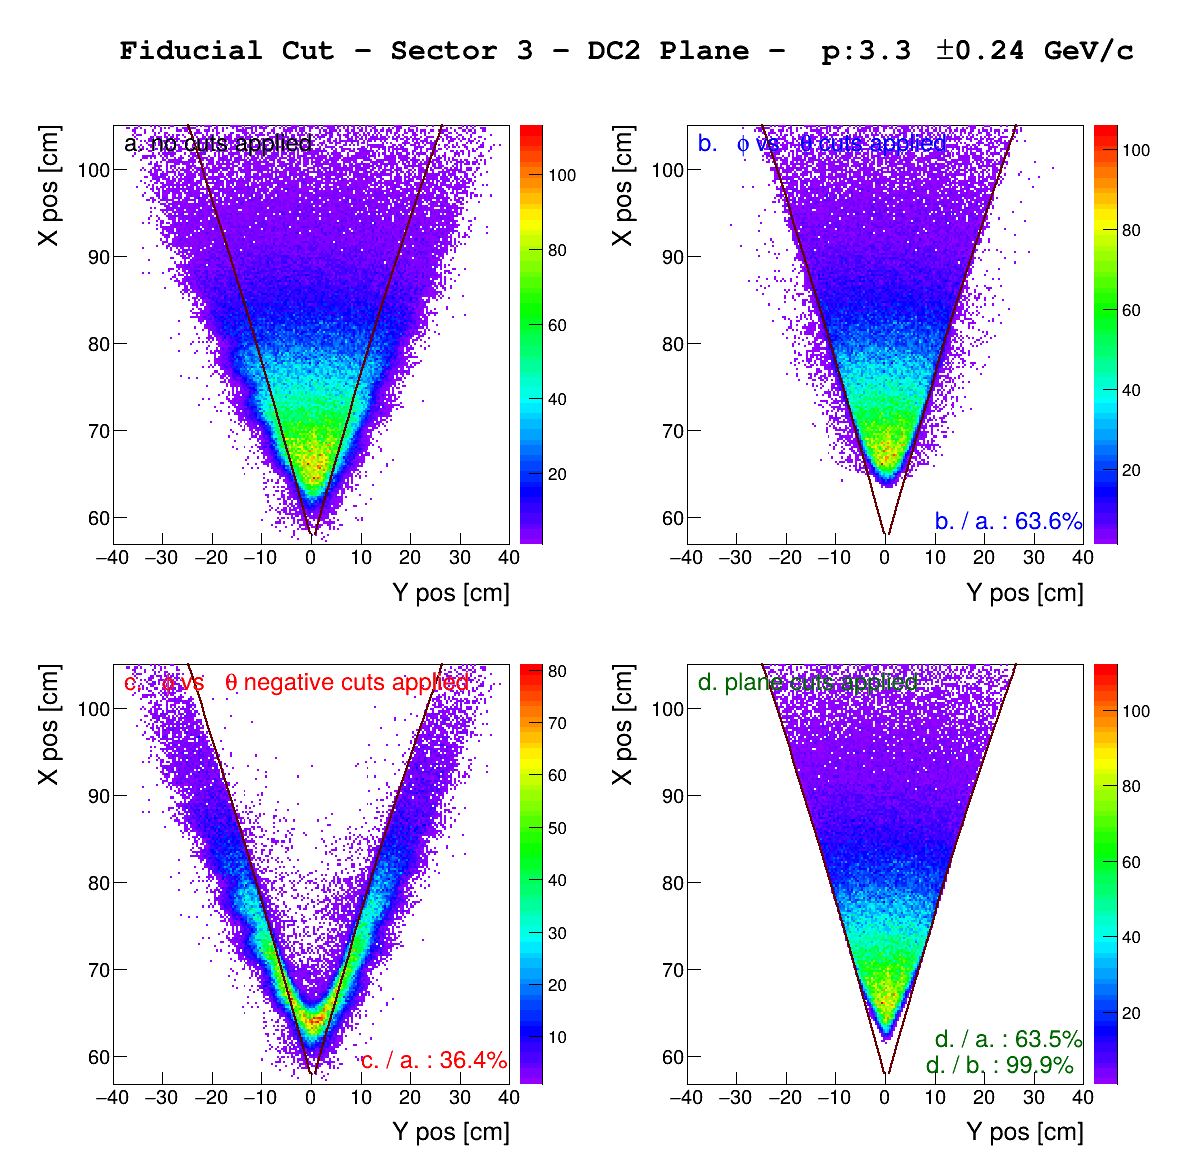 Fiducial Cut – Sector 3 – DC2 Plane – p:3.3 ±0.24 GeV/c
a. no cuts applied
X pos [cm]
100
90
80
70
60
−40 −30 −20 −10 0 10 20 30 40
Y pos [cm]
100
80
60
40
20
b. ϕ vs θ cuts applied
X pos [cm]
100
90
80
70
60
b. / a. : 63.6%
−40 −30 −20 −10 0 10 20 30 40
Y pos [cm]
100
80
60
40
20
c. ϕ vs θ negative cuts applied
X pos [cm]
100
90
80
70
60
c. / a. : 36.4%
−40 −30 −20 −10 0 10 20 30 40
Y pos [cm]
80
70
60
50
40
30
20
10
d. plane cuts applied
X pos [cm]
100
90
80
70
60
d. / a. : 63.5%
d. / b. : 99.9%
−40 −30 −20 −10 0 10 20 30 40
Y pos [cm]
100
80
60
40
20